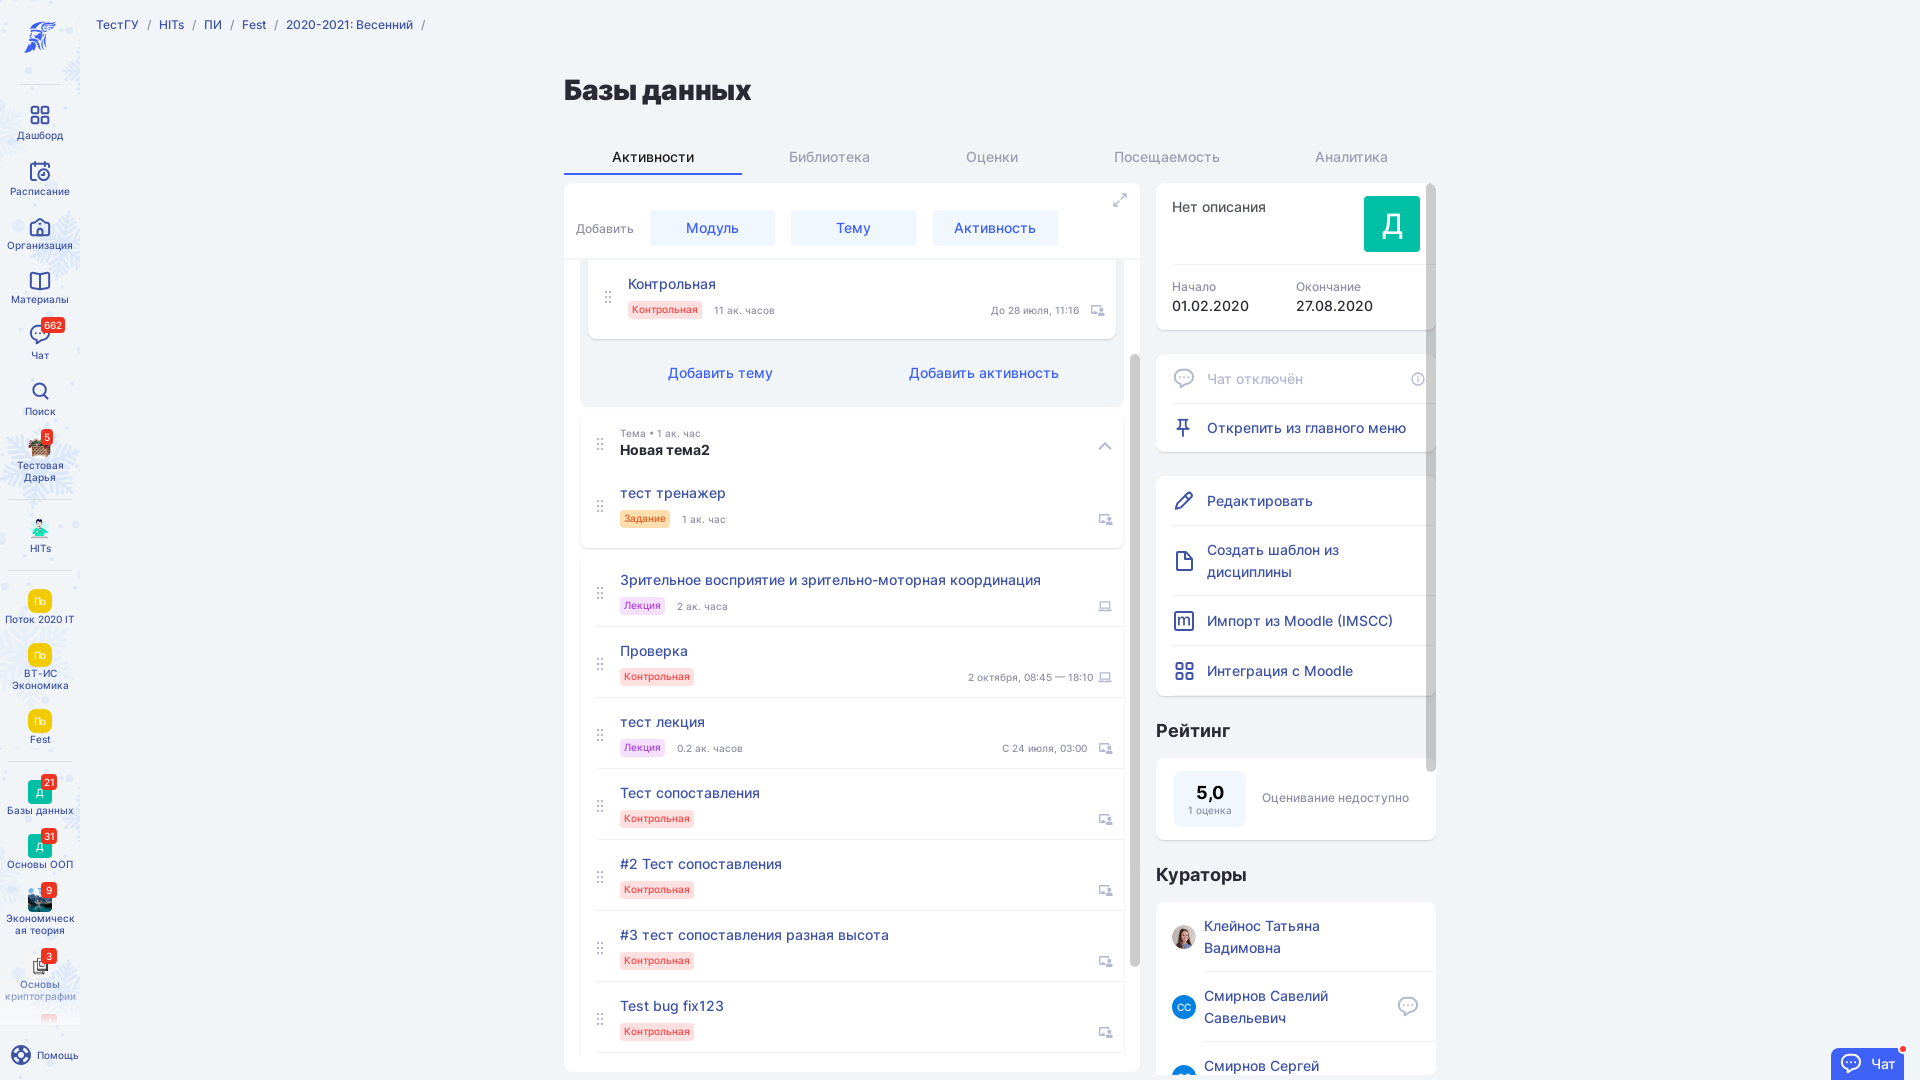 ТестГУ / HITs / ПИ / Fest / 2020-2021: Весенний /
Дашборд
Расписание
Организация
Материалы
662
Чат
Поиск
5
Тестовая
Дарья
HITs
По
Поток 2020 IT
По
ВТ-ИС
Экономика
По
Fest
21
Д
Базы данных
31
Д
Основы ООП
9
Экономическ
ая теория
3
Основы
криптографии
Помощь
Базы данных
Активности
Библиотека
Оценки
Посещаемость
Аналитика
Добавить
Модуль
Тему
Активность
Контрольная
Контрольная 11 ак. часов До 28 июля, 11:16
Добавить тему
Добавить активность
Тема • 1 ак. час
Новая тема2
тест тренажер
Задание 1 ак. час
Зрительное восприятие и зрительно-моторная координация
Лекция 2 ак. часа
Проверка
Контрольная 2 октября, 08:45 — 18:10
тест лекция
Лекция 0.2 ак. часов С 24 июля, 03:00
Тест сопоставления
Контрольная
#2 Тест сопоставления
Контрольная
#3 тест сопоставления разная высота
Контрольная
Test bug fix123
Контрольная
Нет описания
Д
Начало
Окончание
01.02.2020
27.08.2020
Чат отключён
Открепить из главного меню
Редактировать
Создать шаблон из
дисциплины
Импорт из Moodle (IMSCC)
Интеграция с Moodle
Рейтинг
5,0
1 оценка
Оценивание недоступно
Кураторы
Клейнос Татьяна
Вадимовна
СС
Смирнов Савелий
Савельевич
Смирнов Сергей
Чат